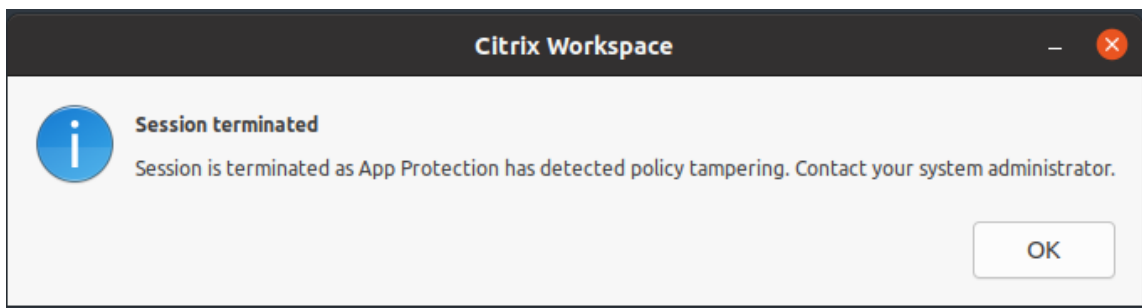 Citrix Workspace
Session terminated
Session is terminated as App Protection has detected policy tampering. Contact your system administrator.
OK